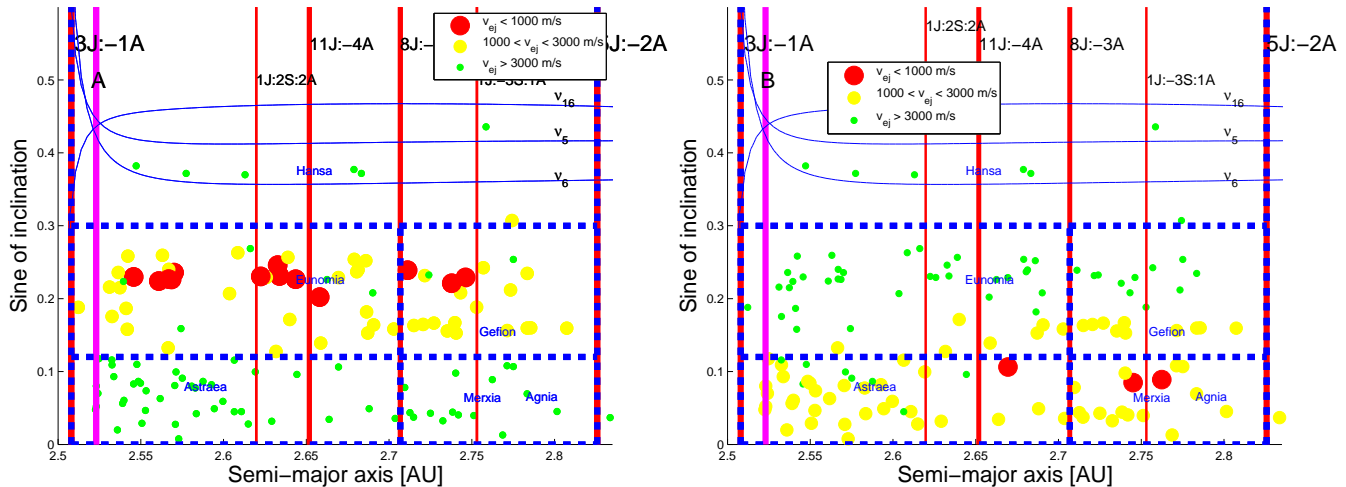 v_ej < 1000 m/s
1000 < v_ej < 3000 m/s
v_ej > 3000 m/s
3J:−1A
11J:−4A
8J:−
5J:−2A
A
1J:2S:2A
1J:−3S:1A
ν16
ν5
ν6
Hansa
Eunomia
Gefion
Astraea
Merxia
Agnia
Sine of inclination
0.5
0.4
0.3
0.2
0.1
0
2.5
2.55
2.6
2.65
2.7
2.75
2.8
Semi−major axis [AU]
1J:2S:2A
3J:−1A
11J:−4A
8J:−3A
5J:−2A
B
v_ej < 1000 m/s
1000 < v_ej < 3000 m/s
v_ej > 3000 m/s
1J:−3S:1A
ν16
ν5
ν6
Hansa
Eunomia
Gefion
Astraea
Merxia
Agnia
Sine of inclination
0.5
0.4
0.3
0.2
0.1
0
2.5
2.55
2.6
2.65
2.7
2.75
2.8
Semi−major axis [AU]